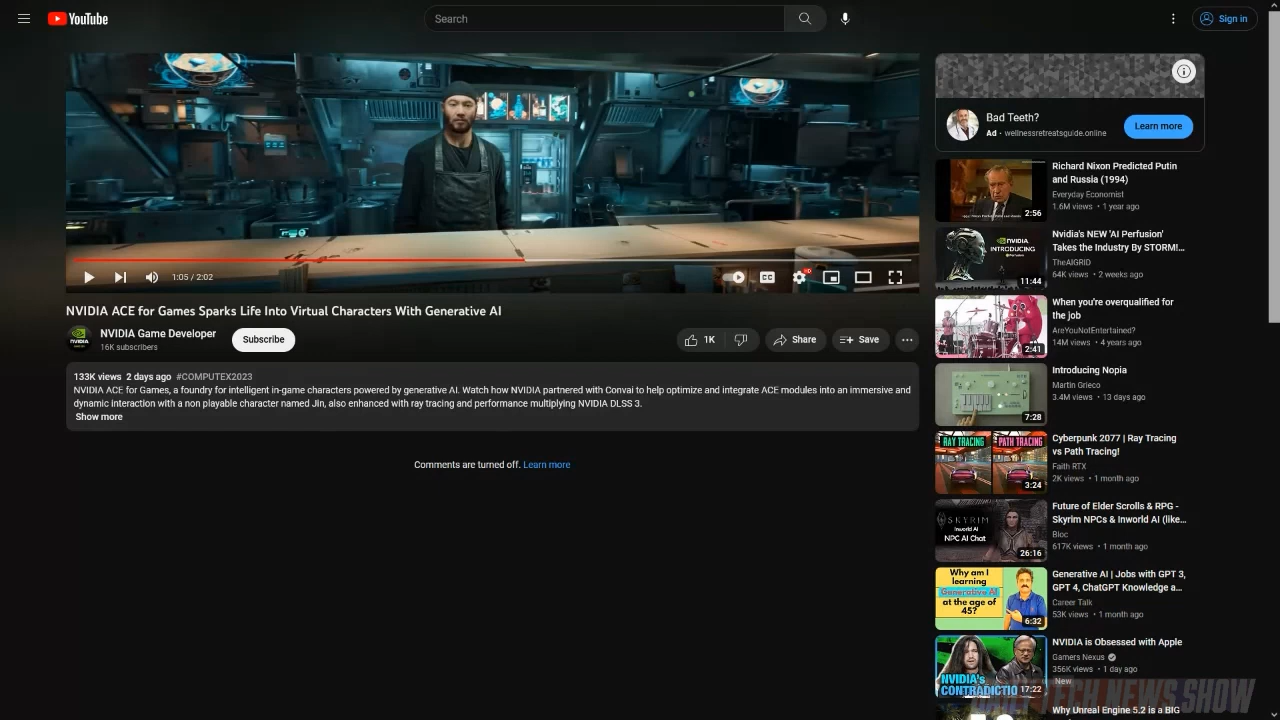 YouTube
Search
Sign in
1:05 / 2:02
CC
HD
NVIDIA ACE for Games Sparks Life Into Virtual Characters With Generative AI
NVIDIA
NVIDIA Game Developer
16K subscribers
Subscribe
1K
Share
Save
133K views 2 days ago #COMPUTEX2023
NVIDIA ACE for Games, a foundry for intelligent in-game characters powered by generative AI. Watch how NVIDIA partnered with Convai to help optimize and integrate ACE modules into an immersive and
dynamic interaction with a non playable character named Jin, also enhanced with ray tracing and performance multiplying NVIDIA DLSS 3.
Show more
Comments are turned off. Learn more
Bad Teeth?
Ad • wellnessretreatsguide.online
Learn more
2:56
Richard Nixon Predicted Putin
and Russia (1994)
Everyday Economist
1.6M views • 1 year ago
NVIDIA
INTRODUCING
11:44
Nvidia's NEW 'AI Perfusion'
Takes the Industry By STORM!...
TheAIGRID
64K views • 2 weeks ago
2:41
When you're overqualified for
the job
AreYouNotEntertained?
14M views • 4 years ago
7:28
Introducing Nopia
Martin Grieco
3.4M views • 13 days ago
RAY TRACING
PATH TRACING
3:24
Cyberpunk 2077 | Ray Tracing
vs Path Tracing!
Faith RTX
2K views • 1 month ago
SKYRIM
Inworld AI
NPC AI Chat
26:16
Future of Elder Scrolls & RPG -
Skyrim NPCs & Inworld AI (like...
Bloc
617K views • 1 month ago
Why am I
learning
Generative AI
at the age of
45?
6:32
Generative AI | Jobs with GPT 3,
GPT 4, ChatGPT Knowledge a...
Career Talk
53K views • 1 month ago
NVIDIA's
CONTRADICTIO
17:22
NVIDIA is Obsessed with Apple
Gamers Nexus
356K views • 1 day ago
New
Why Unreal Engine 5.2 is a BIG
TECH NEWS SHOW